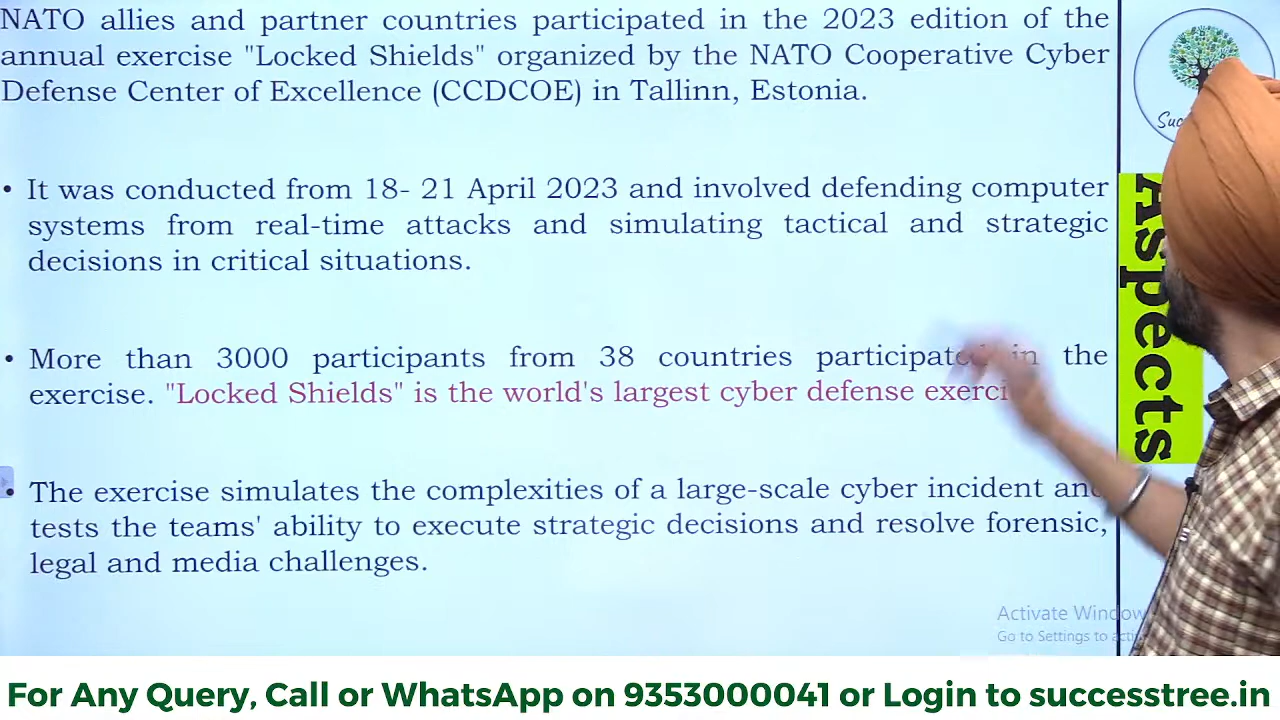 NATO allies and partner countries participated in the 2023 edition of the
annual exercise "Locked Shields" organized by the NATO Cooperative Cyber
Defense Center of Excellence (CCDCOE) in Tallinn, Estonia.
• It was conducted from 18- 21 April 2023 and involved defending computer
systems from real-time attacks and simulating tactical and strategic
decisions in critical situations.
• More than 3000 participants from 38 countries participated in the
exercise. "Locked Shields" is the world's largest cyber defense exerci
• The exercise simulates the complexities of a large-scale cyber incident and
tests the teams' ability to execute strategic decisions and resolve forensic,
legal and media challenges.
Suc
Aspects
Activate Window
Go to Settings to acti
For Any Query, Call or WhatsApp on 9353000041 or Login to successtree.in